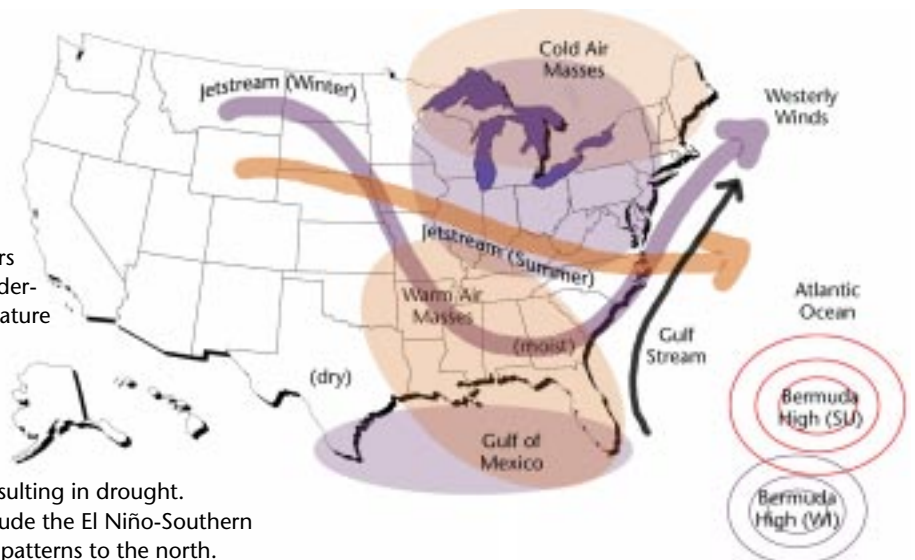 Cold Air
Masses
Jetstream (Winter)
Westerly
Winds
Jetstream (Summer)
Warm Air
Masses
(moist)
(dry)
Gulf
Stream
Atlantic
Ocean
Bermuda
High (SU)
Gulf of
Mexico
Bermuda
High (WI)
rs
der-
ature
sulting in drought.
ude the El Niño-Southern
patterns to the north.